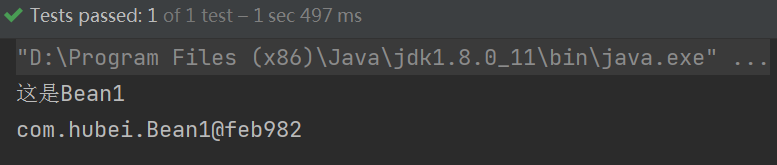 Tests passed: 1 of 1 test – 1 sec 497 ms
"D:\Program Files (x86)\Java\jdk1.8.0_11\bin\java.exe" ...
这是Bean1
com.hubei.Bean1@feb982